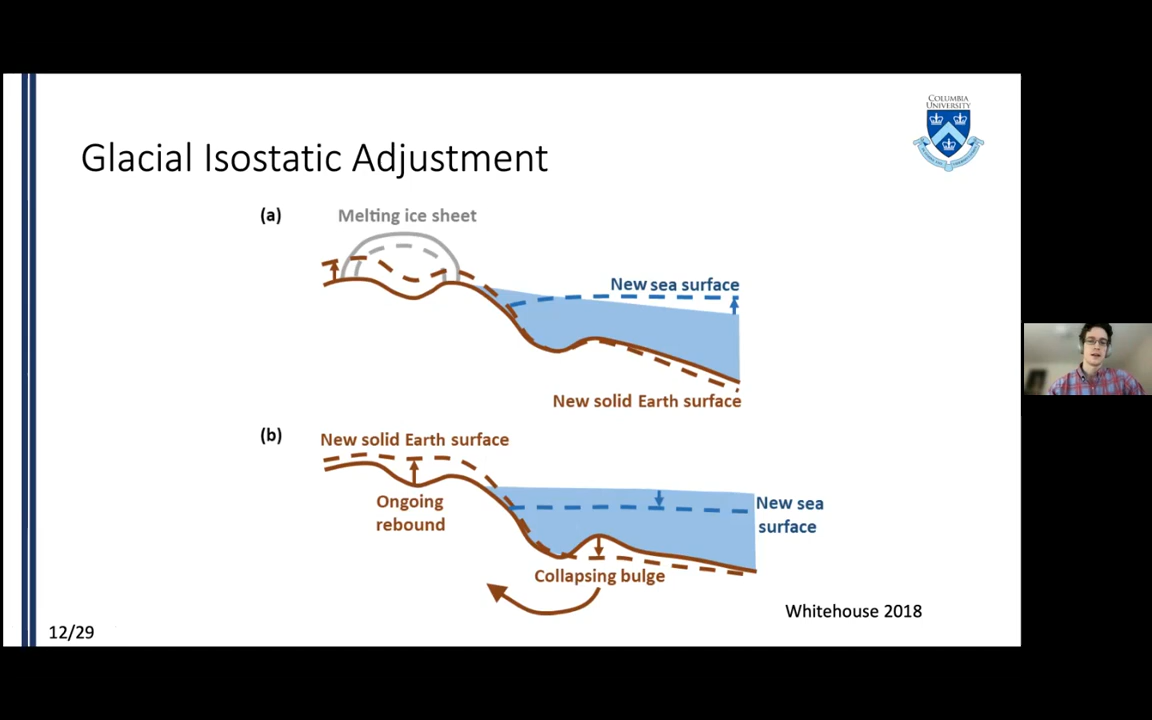 COLUMBIA
UNIVERSITY
Glacial Isostatic Adjustment
(a)
Melting ice sheet
New sea surface
New solid Earth surface
(b)
New solid Earth surface
Ongoing
rebound
New sea
surface
Collapsing bulge
Whitehouse 2018
12/29